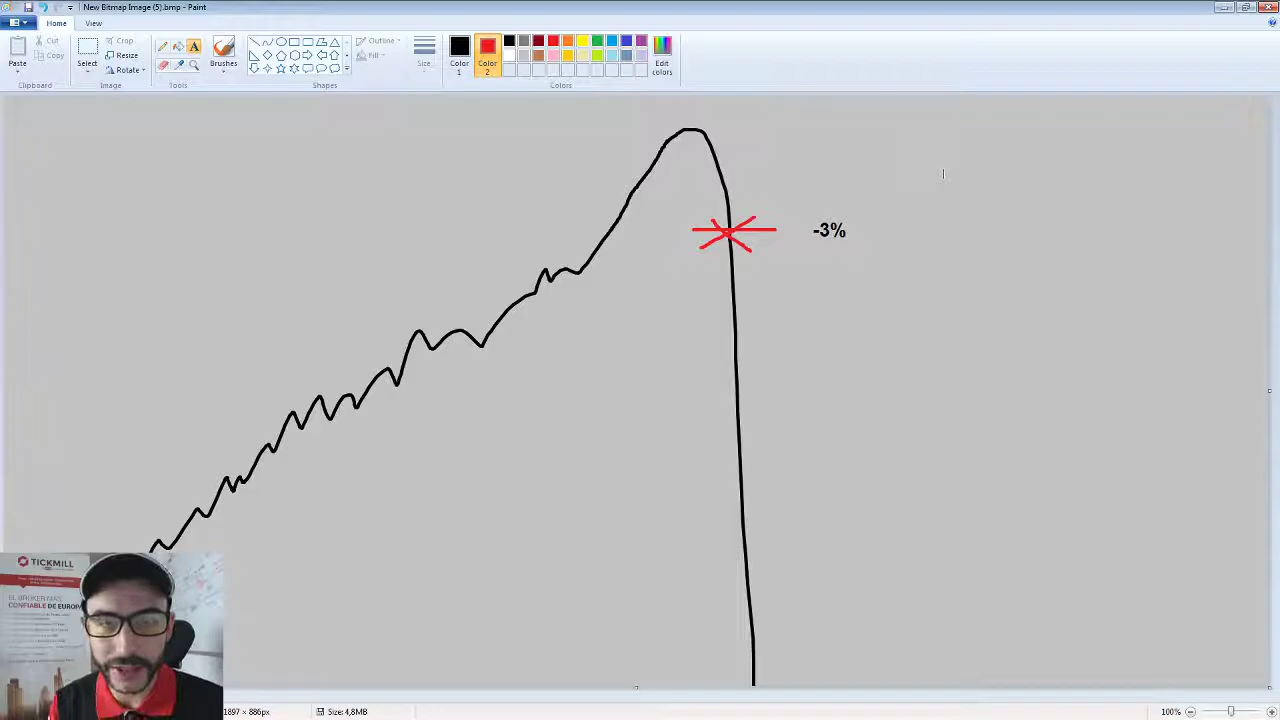 New Bitmap Image (5).bmp - Paint
Home
View
Paste
Cut
Copy
Clipboard
Select
Crop
Resize
Rotate
Image
A
Tools
Brushes
Shapes
Outline
Fill
Size
Color
1
Color
2
Edit
colors
Colors
-3%
TICKMILL
EL BROKER MÁS
CONFIABLE DE EUROPA
1897 × 886px
Size: 4,8MB
100%